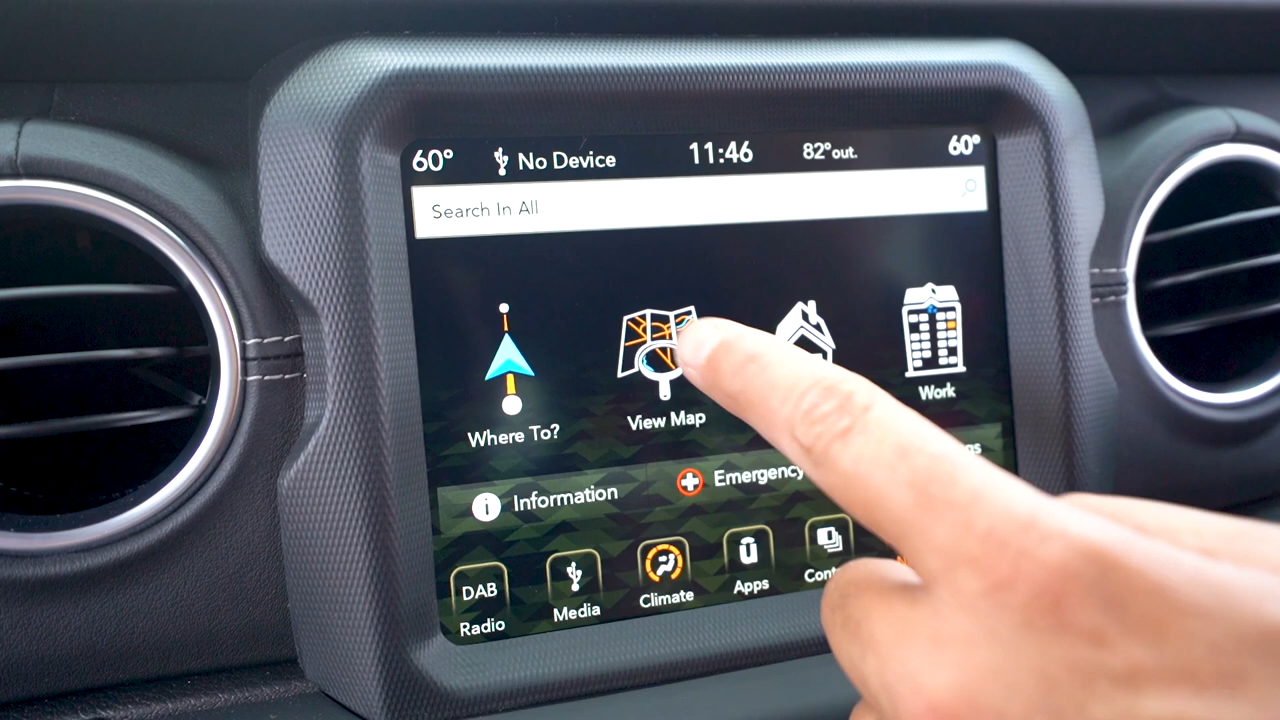 60° No Device 11:46 82°out. 60°
Search In All
Where To? View Map Work
Information Emergency
DAB
Radio Media Climate Apps